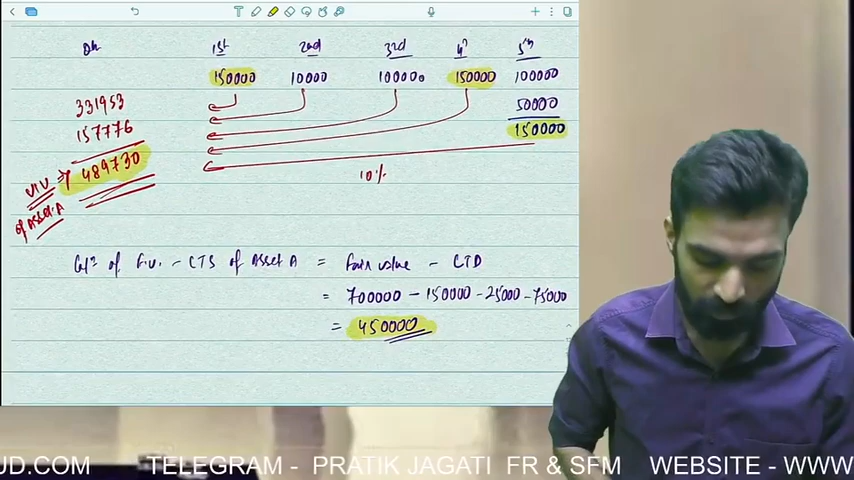 1st 2nd 3rd 4th 5th
150000 10000 100000 150000 100000
331953 50000
157776 150000
489730
VIU
of Asset A
10%
of F.V. - CTS of Asset A = Fair value - CTD
= 700000 - 150000 - 25000 - 75000
= 450000
JD.COM TELEGRAM - PRATIK JAGATI FR & SFM WEBSITE - WWW